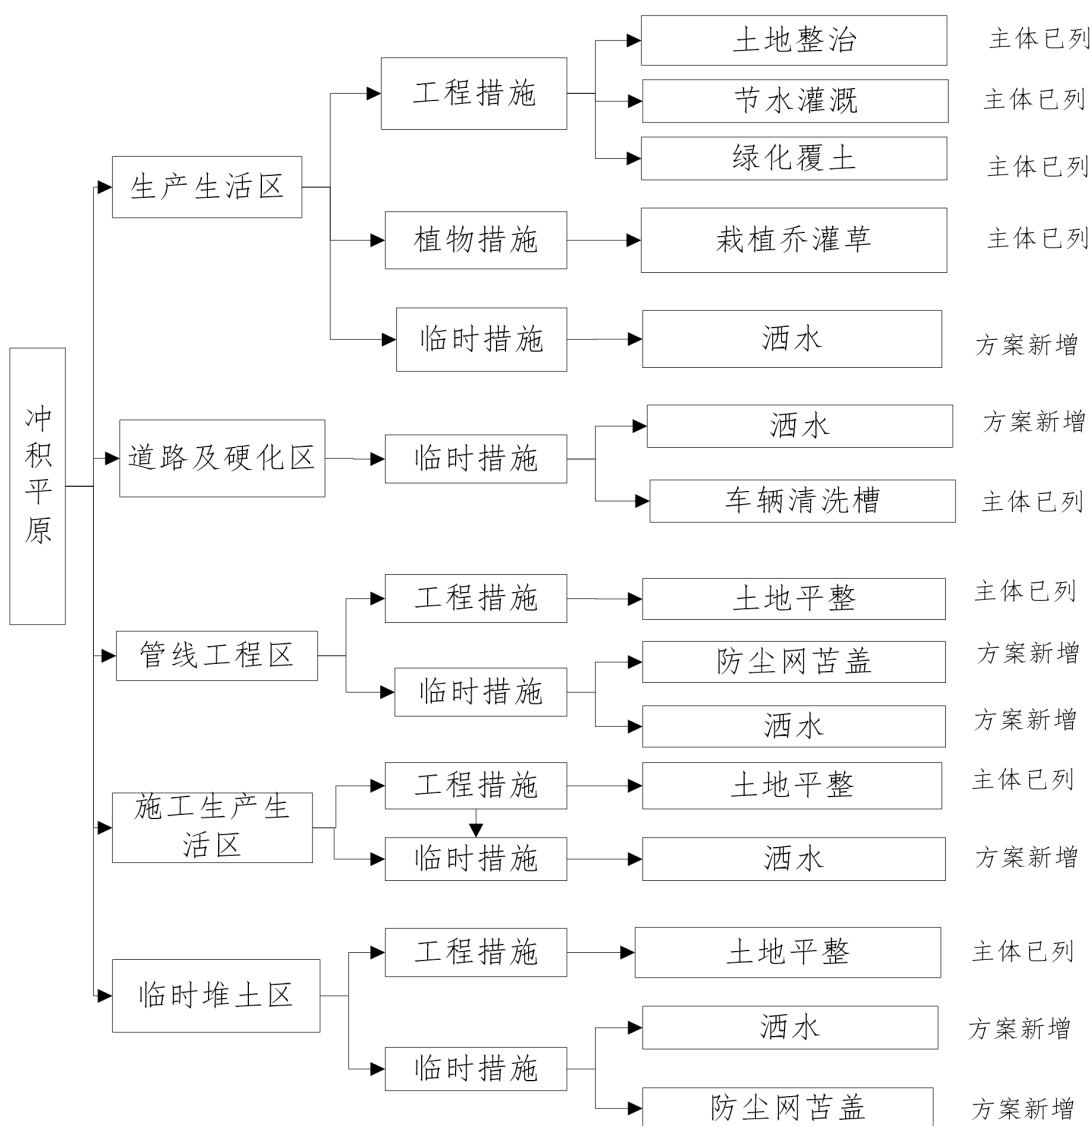 土地整治 主体已列
工程措施
节水灌溉 主体已列
绿化覆土 主体已列
生产生活区
植物措施
栽植乔灌草 主体已列
临时措施
洒水 方案新增
冲积平原
道路及硬化区
临时措施
洒水 方案新增
车辆清洗槽 主体已列
管线工程区
工程措施
土地平整 主体已列
临时措施
防尘网苫盖 方案新增
洒水 方案新增
施工生产生
活区
工程措施
土地平整 主体已列
临时措施
洒水 方案新增
临时堆土区
工程措施
土地平整 主体已列
临时措施
洒水 方案新增
防尘网苫盖 方案新增